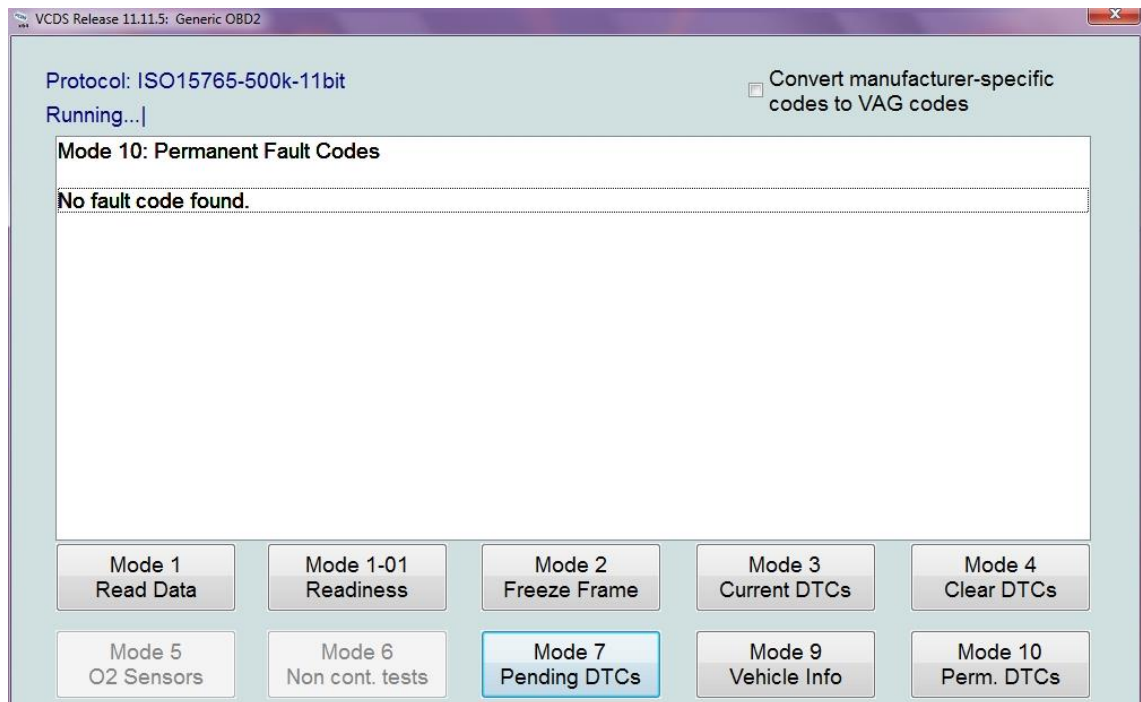 VCDS Release 11.11.5: Generic OBD2
Protocol: ISO15765-500k-11bit
Running...|
Convert manufacturer-specific
codes to VAG codes
Mode 10: Permanent Fault Codes
No fault code found.
Mode 1
Read Data
Mode 1-01
Readiness
Mode 2
Freeze Frame
Mode 3
Current DTCs
Mode 4
Clear DTCs
Mode 5
O2 Sensors
Mode 6
Non cont. tests
Mode 7
Pending DTCs
Mode 9
Vehicle Info
Mode 10
Perm. DTCs